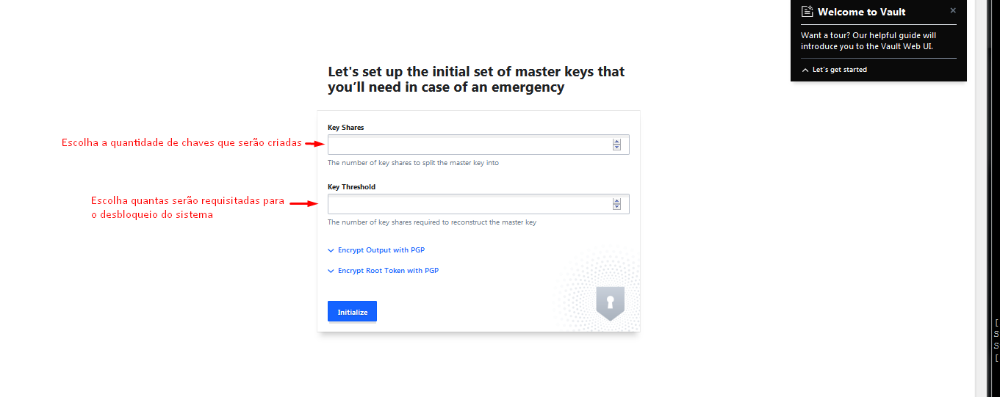 Welcome to Vault
×
Want a tour? Our helpful guide will
introduce you to the Vault Web UI.
Let's get started
Let's set up the initial set of master keys that
you’ll need in case of an emergency
Key Shares
Escolha a quantidade de chaves que serão criadas
The number of key shares to split the master key into
Key Threshold
Escolha quantas serão requisitadas para
o desbloqueio do sistema
The number of key shares required to reconstruct the master key
Encrypt Output with PGP
Encrypt Root Token with PGP
Initialize
[
S
S
[